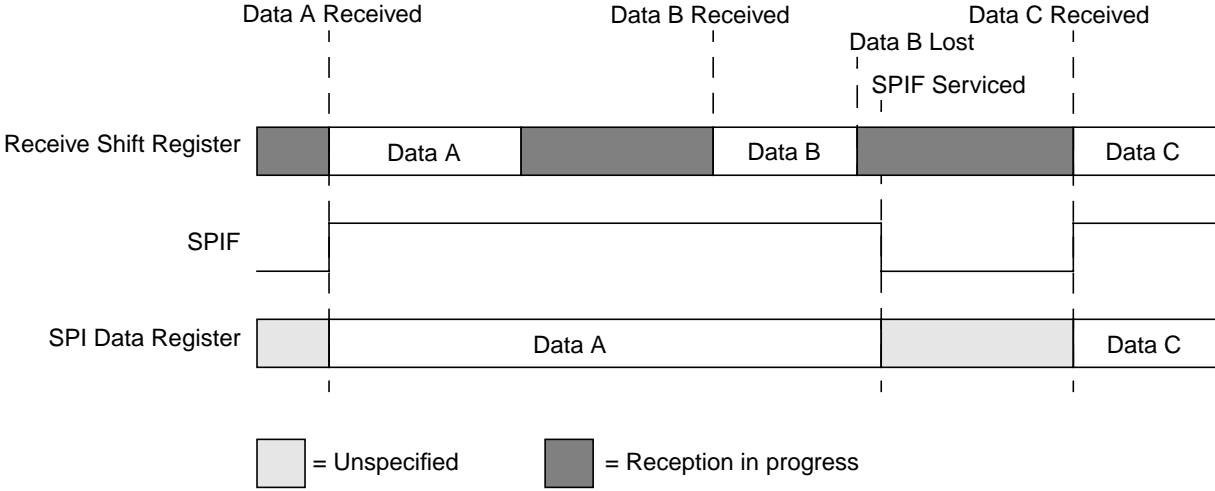 Data A Received
Data B Received
Data C Received
Data B Lost
SPIF Serviced
Receive Shift Register
Data A
Data B
Data C
SPIF
SPI Data Register
Data A
Data C
= Unspecified
= Reception in progress